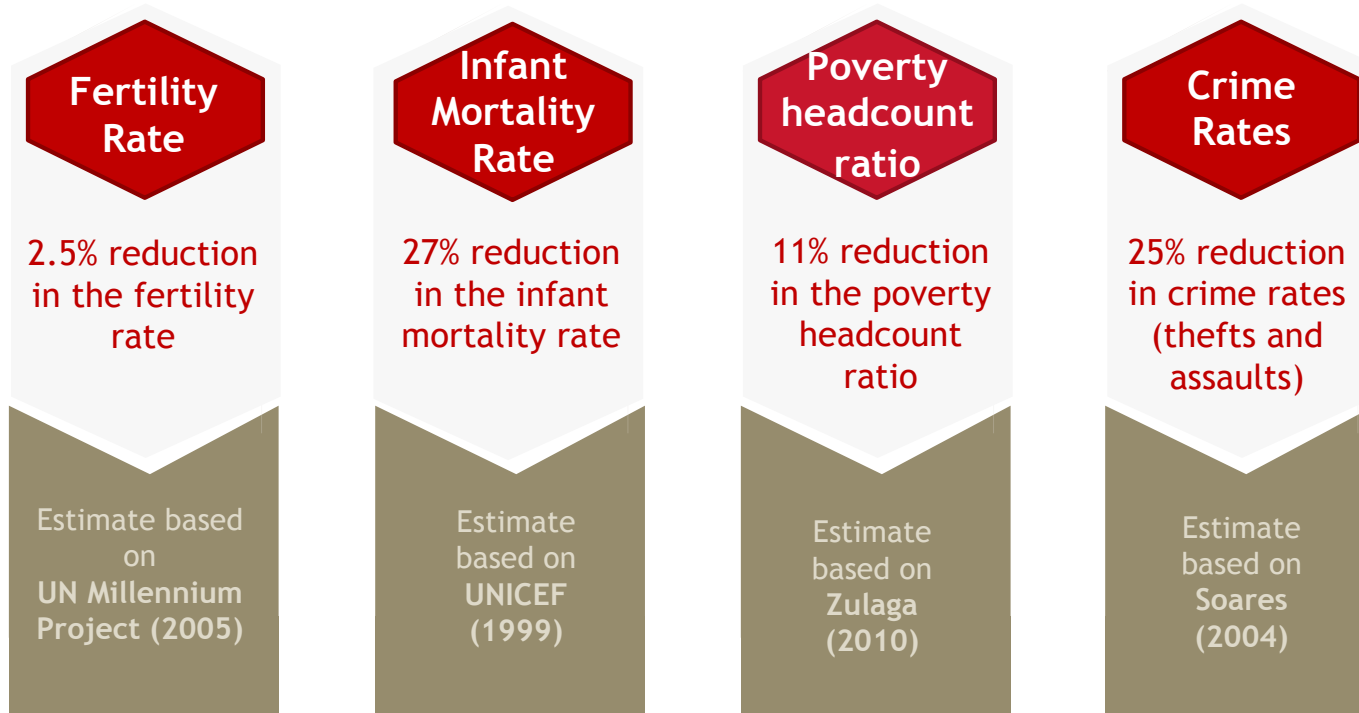 Fertility
Rate
2.5% reduction
in the fertility
rate
Estimate based
on
UN Millennium
Project (2005)
Infant
Mortality
Rate
27% reduction
in the infant
mortality rate
Estimate
based on
UNICEF
(1999)
Poverty
headcount
ratio
11% reduction
in the poverty
headcount
ratio
Estimate
based on
Zulaga
(2010)
Crime
Rates
25% reduction
in crime rates
(thefts and
assaults)
Estimate
based on
Soares
(2004)